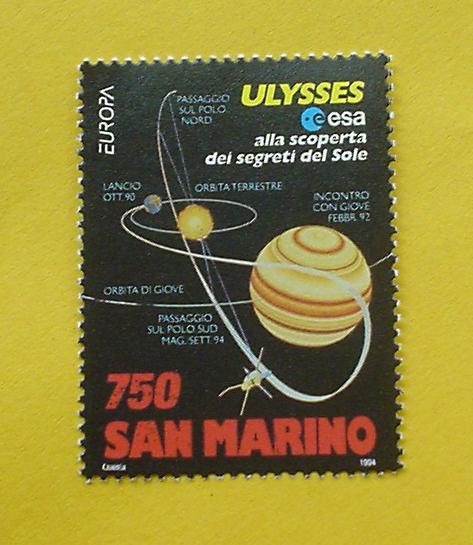 EUROPA
PASSAGGIO
SUL POLO
NORD
ULYSSES
esa
alla scoperta
dei segreti del Sole
LANCIO
OTT. 90
ORBITA TERRESTRE
INCONTRO
CON GIOVE
FEBBR. 92
ORBITA DI GIOVE
PASSAGGIO
SUL POLO SUD
MAG. SETT. 94
750
SAN MARINO
1994